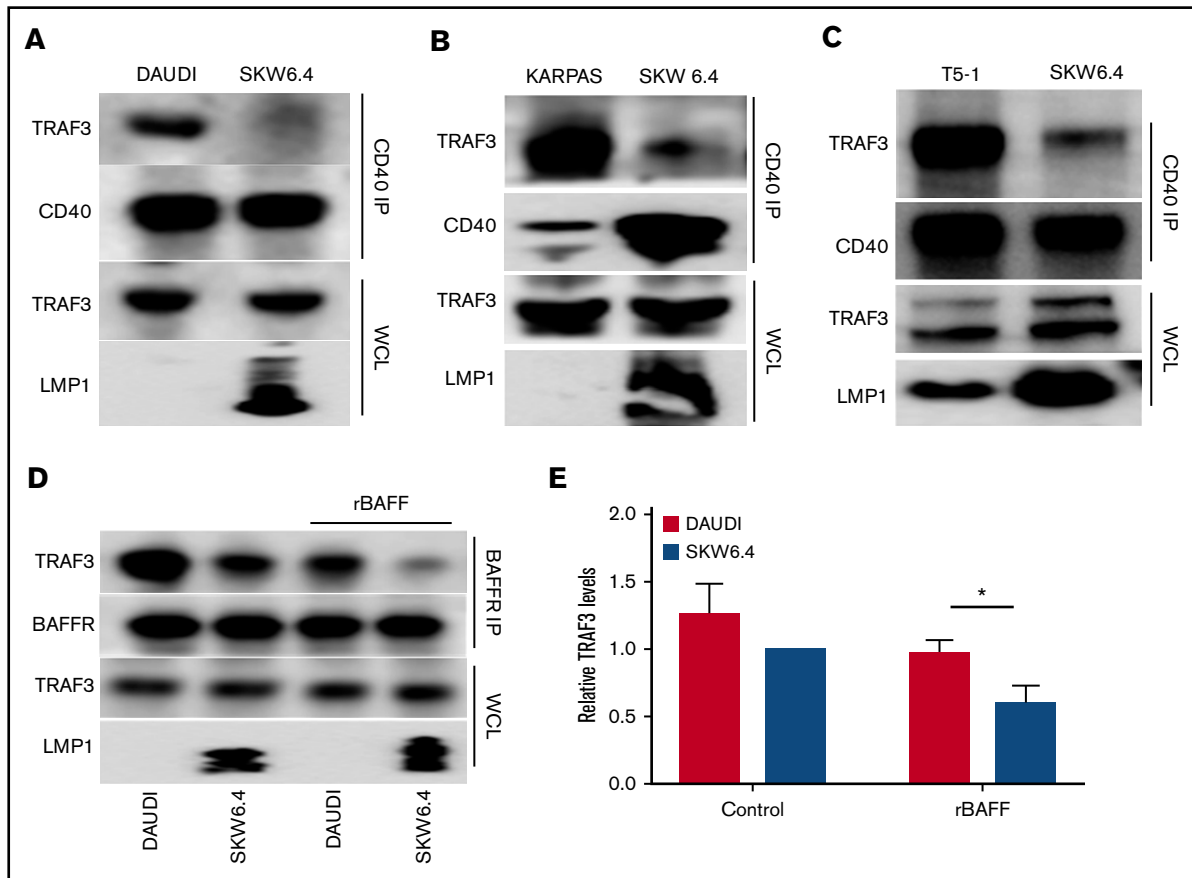 A
DAUDI SKW6.4
TRAF3
CD40
CD40 IP
TRAF3
LMP1
WCL
B
KARPAS SKW 6.4
TRAF3
CD40
CD40 IP
TRAF3
LMP1
WCL
C
T5-1 SKW6.4
TRAF3
CD40
CD40 IP
TRAF3
LMP1
WCL
D
rBAFF
TRAF3
BAFFR
BAFFR IP
TRAF3
LMP1
WCL
DAUDI SKW6.4 DAUDI SKW6.4
E
Relative TRAF3 levels
2.0
1.5
1.0
0.5
0.0
DAUDI
SKW6.4
*
Control rBAFF